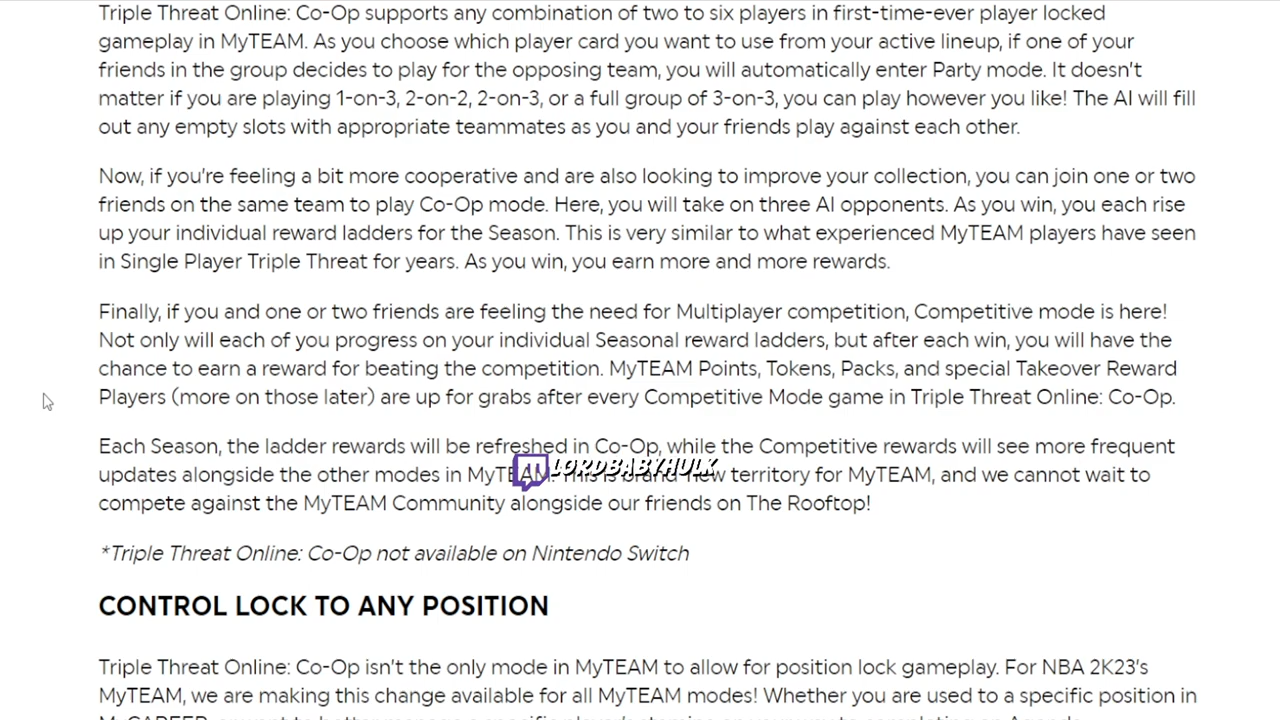 Triple Threat Online: Co-Op supports any combination of two to six players in first-time-ever player locked
gameplay in MyTEAM. As you choose which player card you want to use from your active lineup, if one of your
friends in the group decides to play for the opposing team, you will automatically enter Party mode. It doesn't
matter if you are playing 1-on-3, 2-on-2, 2-on-3, or a full group of 3-on-3, you can play however you like! The AI will fill
out any empty slots with appropriate teammates as you and your friends play against each other.
Now, if you're feeling a bit more cooperative and are also looking to improve your collection, you can join one or two
friends on the same team to play Co-Op mode. Here, you will take on three AI opponents. As you win, you each rise
up your individual reward ladders for the Season. This is very similar to what experienced MyTEAM players have seen
in Single Player Triple Threat for years. As you win, you earn more and more rewards.
Finally, if you and one or two friends are feeling the need for Multiplayer competition, Competitive mode is here!
Not only will each of you progress on your individual Seasonal reward ladders, but after each win, you will have the
chance to earn a reward for beating the competition. MyTEAM Points, Tokens, Packs, and special Takeover Reward
Players (more on those later) are up for grabs after every Competitive Mode game in Triple Threat Online: Co-Op.
Each Season, the ladder rewards will be refreshed in Co-Op, while the Competitive rewards will see more frequent
updates alongside the other modes in MyTEAM. This is brand new territory for MyTEAM, and we cannot wait to
LORDBABYHULK
compete against the MyTEAM Community alongside our friends on The Rooftop!
*Triple Threat Online: Co-Op not available on Nintendo Switch
CONTROL LOCK TO ANY POSITION
Triple Threat Online: Co-Op isn't the only mode in MyTEAM to allow for position lock gameplay. For NBA 2K23's
MyTEAM, we are making this change available for all MyTEAM modes! Whether you are used to a specific position in